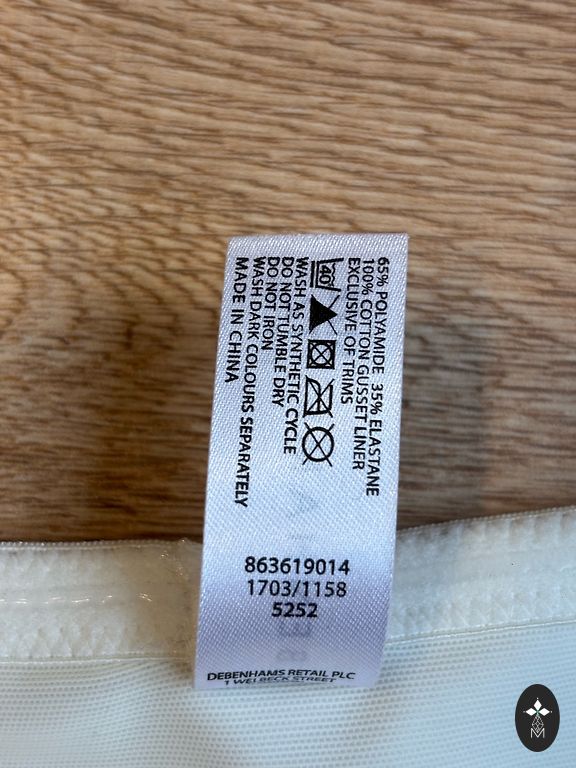 65% POLYAMIDE 35% ELASTANE
100% COTTON GUSSET LINER
EXCLUSIVE OF TRIMS
40
WASH AS SYNTHETIC CYCLE
DO NOT TUMBLE DRY
DO NOT IRON
WASH DARK COLOURS SEPARATELY
MADE IN CHINA
863619014
1703/1158
5252
DEBENHAMS RETAIL PLC
1 WELBECK STREET
M